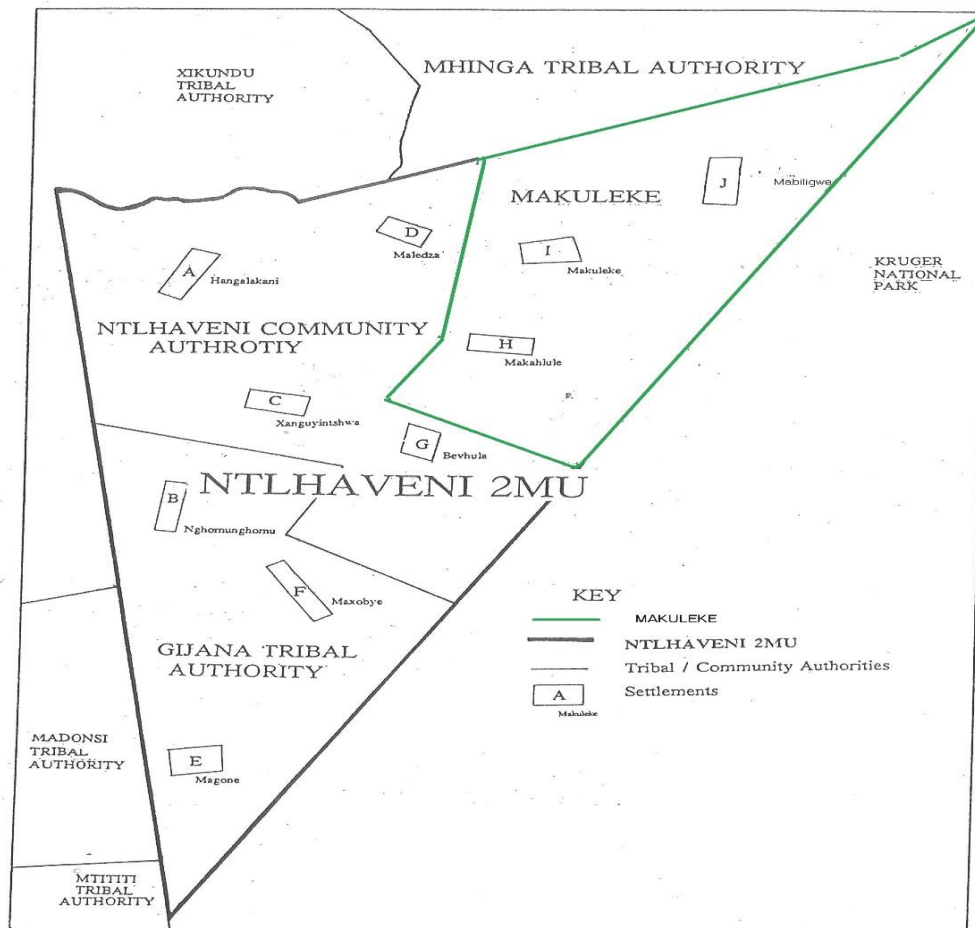 XIKUNDU
TRIBAL
AUTHORITY
MHINGA TRIBAL AUTHORITY
MAKULEKE
J
Mabiligwe
D
Maledza
I
Makuleke
A
Hangalakani
KRUGER
NATIONAL
PARK
NTLHAVENI COMMUNITY
AUTHROTIY
H
Makahlule
C
Xanguyintshwa
G
Bevhula
NTLHAVENI 2MU
B
Nghomunghomu
F
Maxobye
GIJANA TRIBAL
AUTHORITY
KEY
MAKULEKE
NTLHAVENI 2MU
Tribal / Community Authorities
A
Settlements
Makuleke
MADONSI
TRIBAL
AUTHORITY
E
Magone
MTITITI
TRIBAL
AUTHORITY